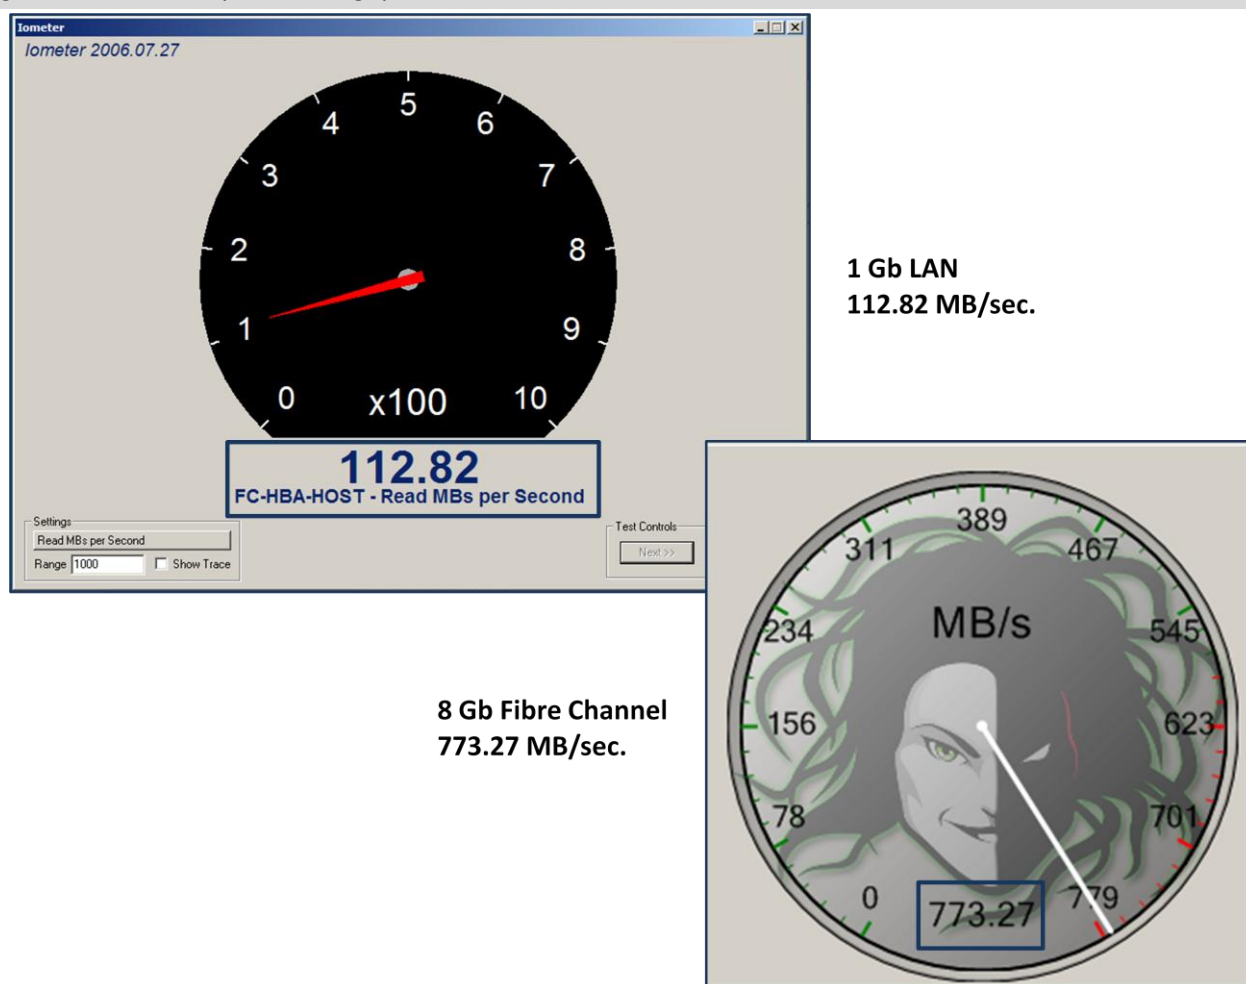 Iometer
Iometer 2006.07.27
5
4
6
3
7
2
8
1
9
0
x100
10
112.82
FC-HBA-HOST - Read MBs per Second
Settings
Read MBs per Second
Range 1000
Show Trace
Test Controls
Next >>
1 Gb LAN
112.82 MB/sec.
8 Gb Fibre Channel
773.27 MB/sec.
389
311
467
MB/s
234
545
156
623
78
701
0
779
773.27